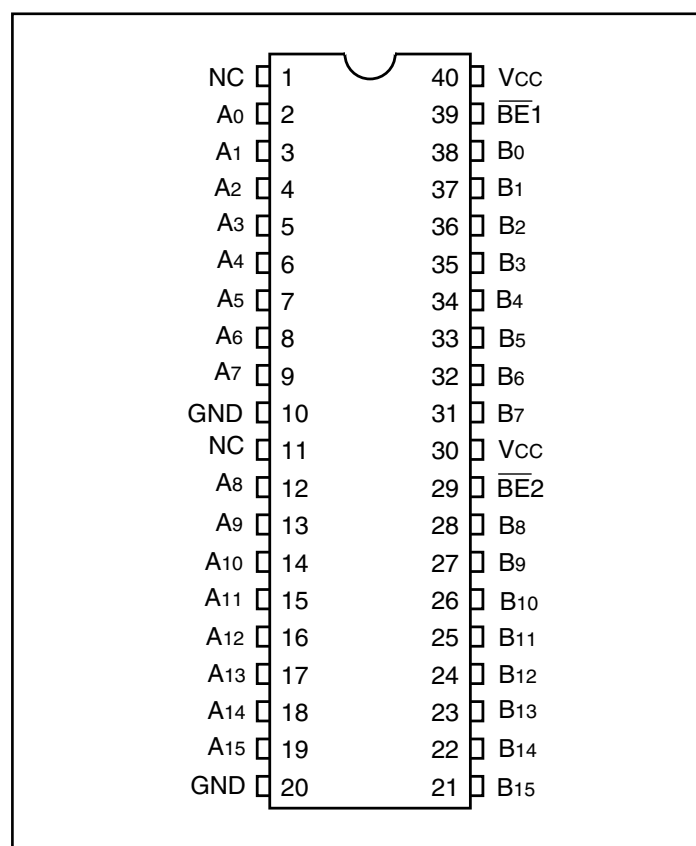 NC 1 40 Vcc
A0 2 39 B̅E̅1
A1 3 38 B0
A2 4 37 B1
A3 5 36 B2
A4 6 35 B3
A5 7 34 B4
A6 8 33 B5
A7 9 32 B6
GND 10 31 B7
NC 11 30 Vcc
A8 12 29 B̅E̅2
A9 13 28 B8
A10 14 27 B9
A11 15 26 B10
A12 16 25 B11
A13 17 24 B12
A14 18 23 B13
A15 19 22 B14
GND 20 21 B15